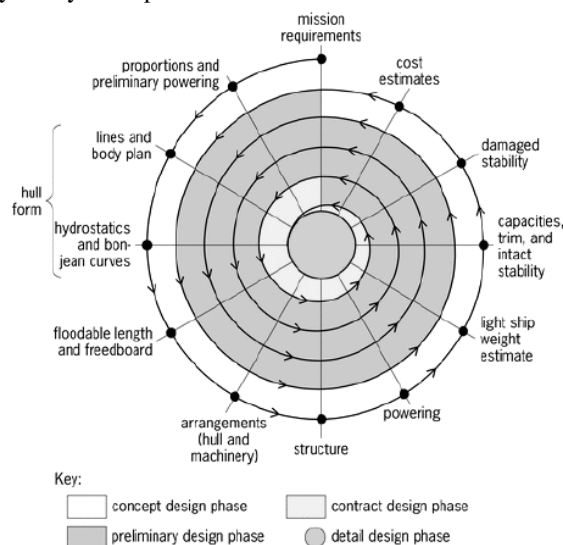 mission
requirements
cost
estimates
damaged
stability
capacities,
trim, and
intact
stability
light ship
weight
estimate
powering
structure
arrangements
(hull and
machinery)
floodable length
and freedboard
hydrostatics
and bon-
jean curves
lines and
body plan
proportions and
preliminary powering
hull
form
Key:
concept design phase
contract design phase
preliminary design phase
detail design phase